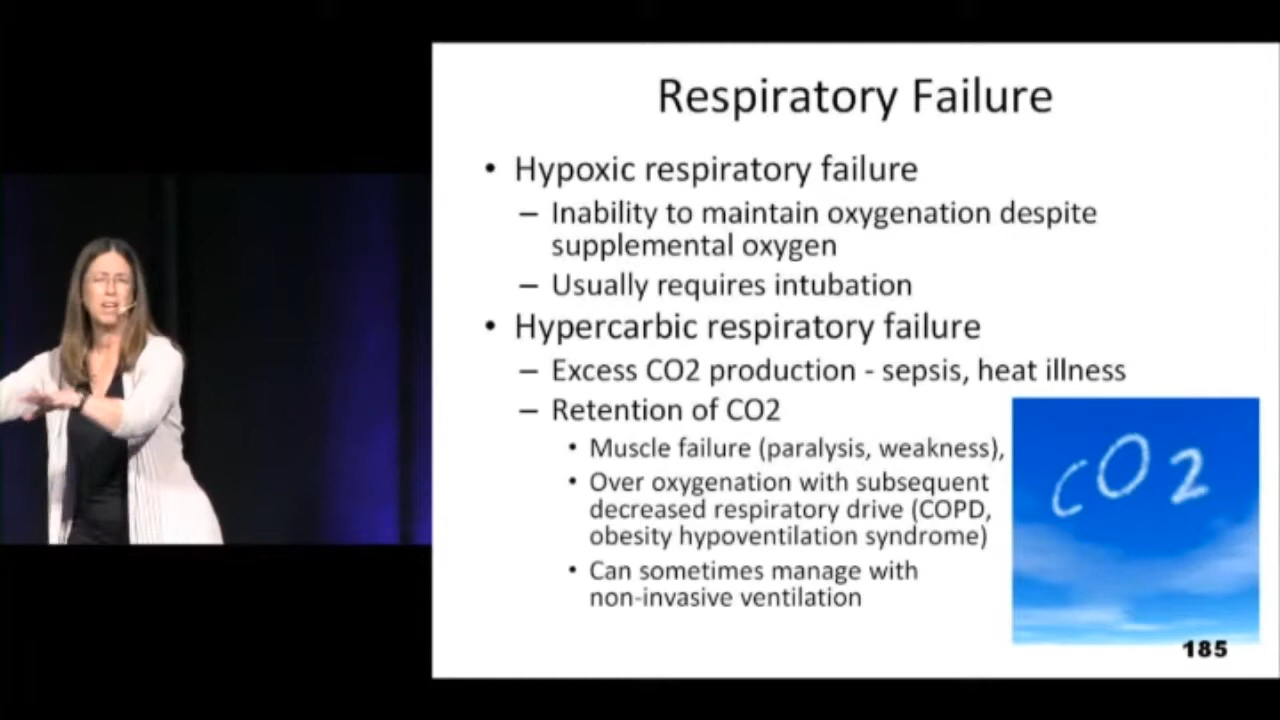 Respiratory Failure
• Hypoxic respiratory failure
– Inability to maintain oxygenation despite
supplemental oxygen
– Usually requires intubation
• Hypercarbic respiratory failure
– Excess CO2 production - sepsis, heat illness
– Retention of CO2
• Muscle failure (paralysis, weakness),
• Over oxygenation with subsequent
decreased respiratory drive (COPD,
obesity hypoventilation syndrome)
• Can sometimes manage with
non-invasive ventilation
CO2
185